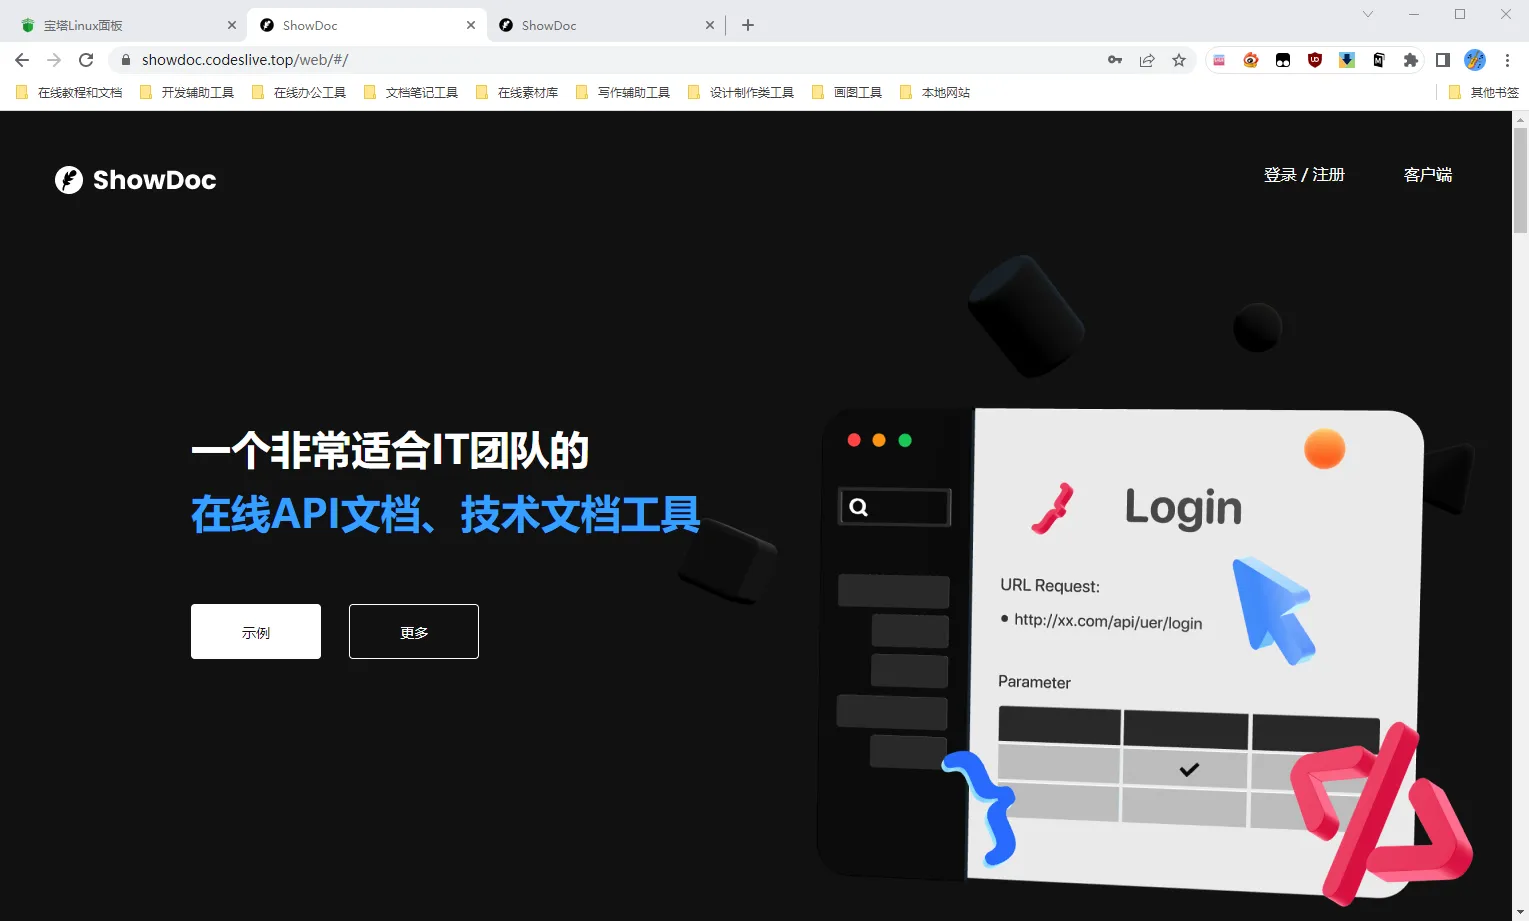 宝塔Linux面板
ShowDoc
ShowDoc
showdoc.codeslive.top/web/#/
在线教程和文档
开发辅助工具
在线办公工具
文档笔记工具
在线素材库
写作辅助工具
设计制作类工具
画图工具
本地网站
其他书签
ShowDoc
登录 / 注册
客户端
一个非常适合IT团队的
在线API文档、技术文档工具
示例
更多
Login
URL Request:
• http://xx.com/api/uer/login
Parameter